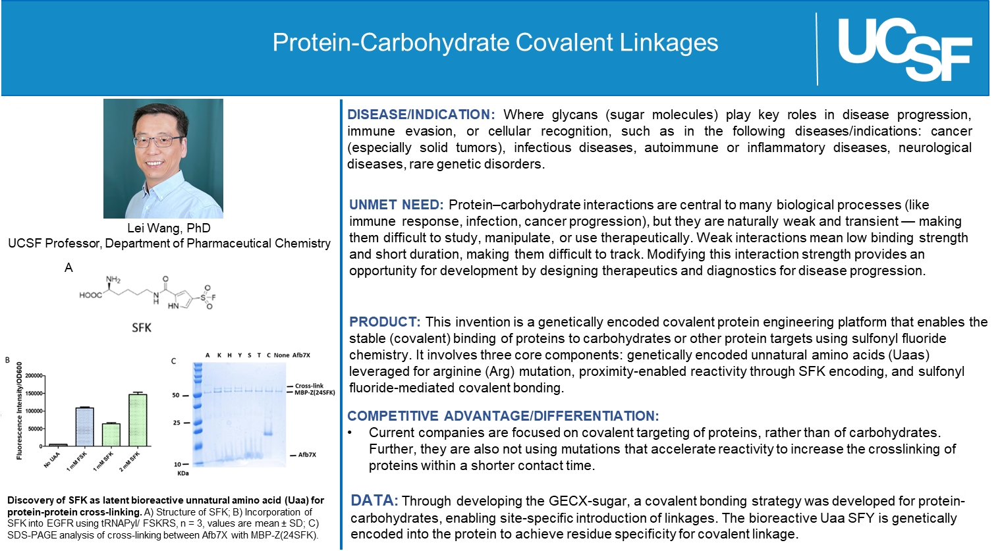 Protein-Carbohydrate Covalent Linkages
UCSF
Lei Wang, PhD
UCSF Professor, Department of Pharmaceutical Chemistry
A
NH₂
HOOC
O
N
H
HN
O
S
F
O
SFK
B
Fluorescence Intensity/OD600
200000
150000
100000
50000
0
No UAA
1 mM FSK
1 mM SFK
2 mM SFK
C
A K H Y S T C None Afb7X
Cross-link
MBP-Z(24SFK)
50
25
Afb7X
10
KDa
Discovery of SFK as latent bioreactive unnatural amino acid (Uaa) for
protein-protein cross-linking. A) Structure of SFK; B) Incorporation of
SFK into EGFR using tRNAPyl/ FSKRS, n = 3, values are mean ± SD; C)
SDS-PAGE analysis of cross-linking between Afb7X with MBP-Z(24SFK).
DISEASE/INDICATION: Where glycans (sugar molecules) play key roles in disease progression,
immune evasion, or cellular recognition, such as in the following diseases/indications: cancer
(especially solid tumors), infectious diseases, autoimmune or inflammatory diseases, neurological
diseases, rare genetic disorders.
UNMET NEED: Protein–carbohydrate interactions are central to many biological processes (like
immune response, infection, cancer progression), but they are naturally weak and transient — making
them difficult to study, manipulate, or use therapeutically. Weak interactions mean low binding strength
and short duration, making them difficult to track. Modifying this interaction strength provides an
opportunity for development by designing therapeutics and diagnostics for disease progression.
PRODUCT: This invention is a genetically encoded covalent protein engineering platform that enables the
stable (covalent) binding of proteins to carbohydrates or other protein targets using sulfonyl fluoride
chemistry. It involves three core components: genetically encoded unnatural amino acids (Uaas)
leveraged for arginine (Arg) mutation, proximity-enabled reactivity through SFK encoding, and sulfonyl
fluoride-mediated covalent bonding.
COMPETITIVE ADVANTAGE/DIFFERENTIATION:
• Current companies are focused on covalent targeting of proteins, rather than of carbohydrates.
Further, they are also not using mutations that accelerate reactivity to increase the crosslinking of
proteins within a shorter contact time.
DATA: Through developing the GECX-sugar, a covalent bonding strategy was developed for protein-
carbohydrates, enabling site-specific introduction of linkages. The bioreactive Uaa SFY is genetically
encoded into the protein to achieve residue specificity for covalent linkage.